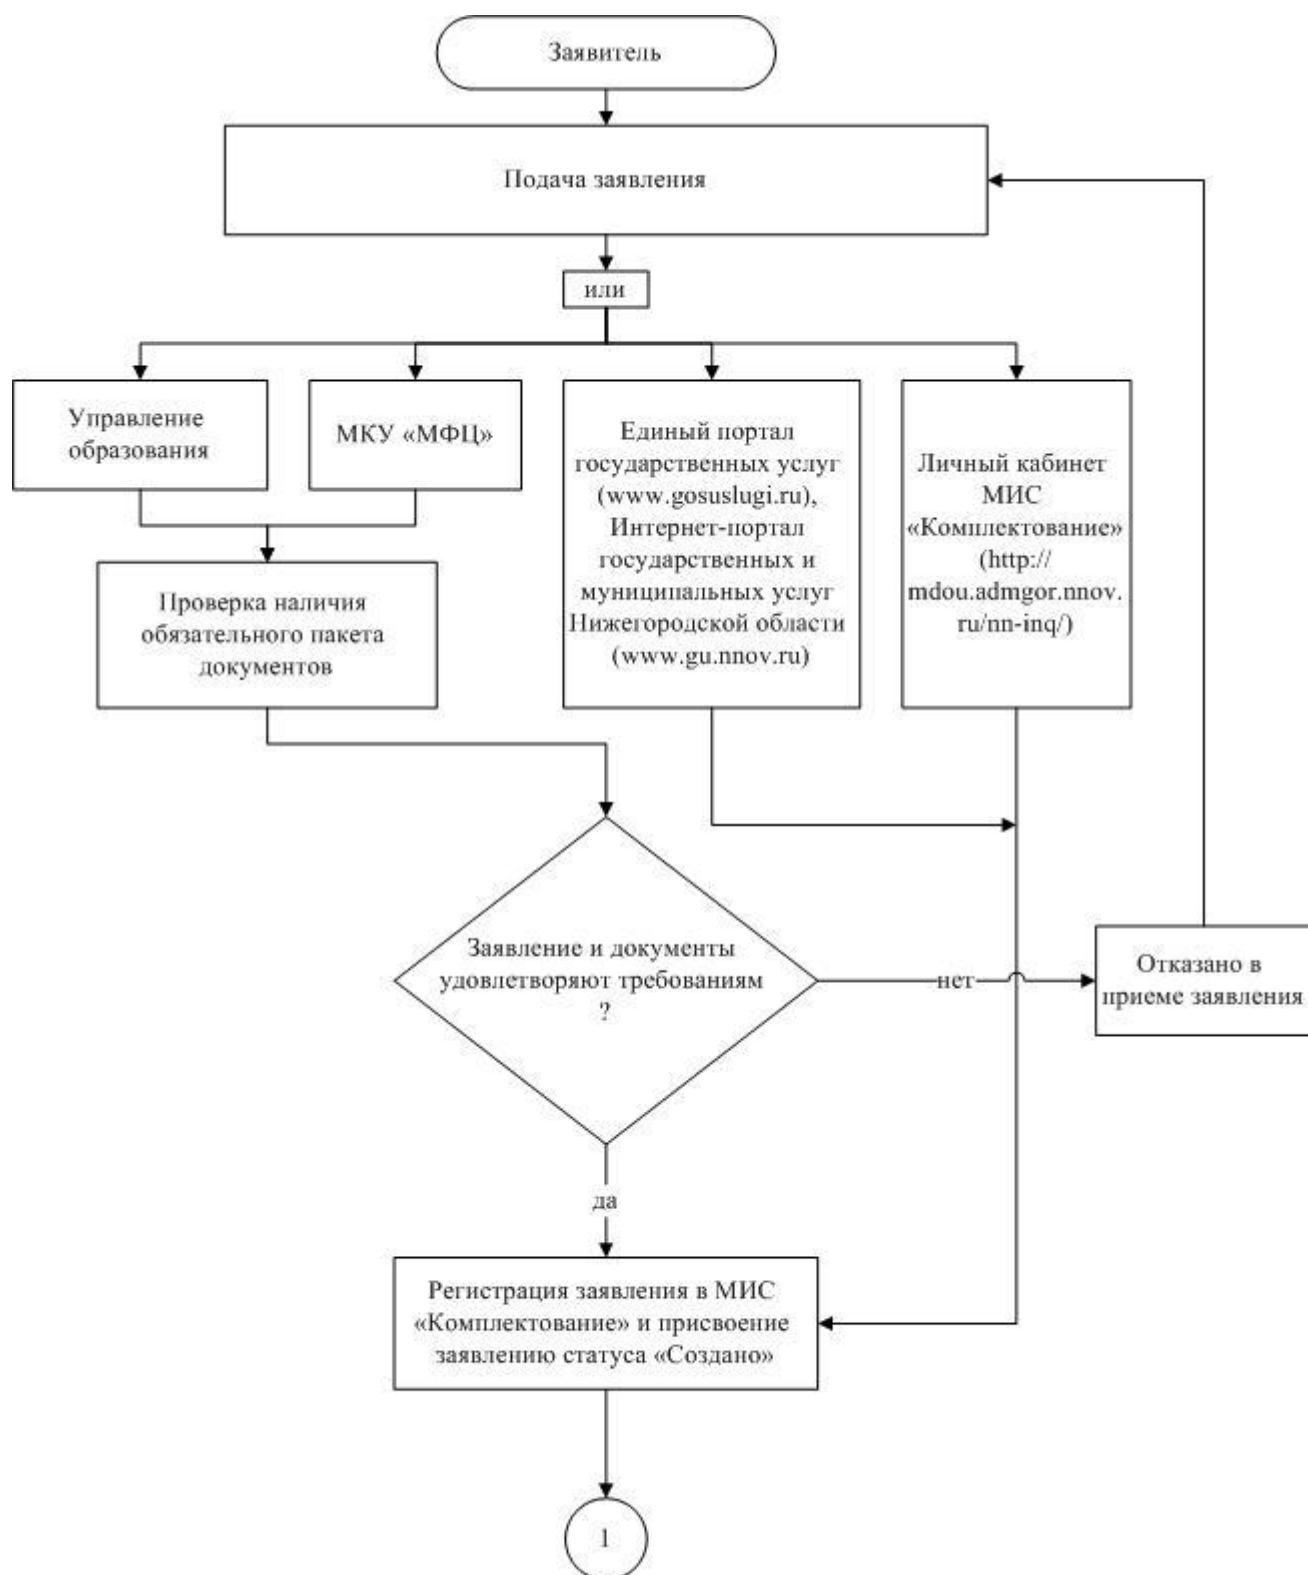 Заявитель
Подача заявления
или
Управление
образования
МКУ «МФЦ»
Единый портал
государственных услуг
(www.gosuslugi.ru),
Интернет-портал
государственных и
муниципальных услуг
Нижегородской области
(www.gu.nnov.ru)
Личный кабинет
МИС
«Комплектование»
(http://
mdou.admgor.nnov.
ru/nn-inq/)
Проверка наличия
обязательного пакета
документов
Заявление и документы
удовлетворяют требованиям
?
нет
Отказано в
приеме заявления
да
Регистрация заявления в МИС
«Комплектование» и присвоение
заявлению статуса «Создано»
1